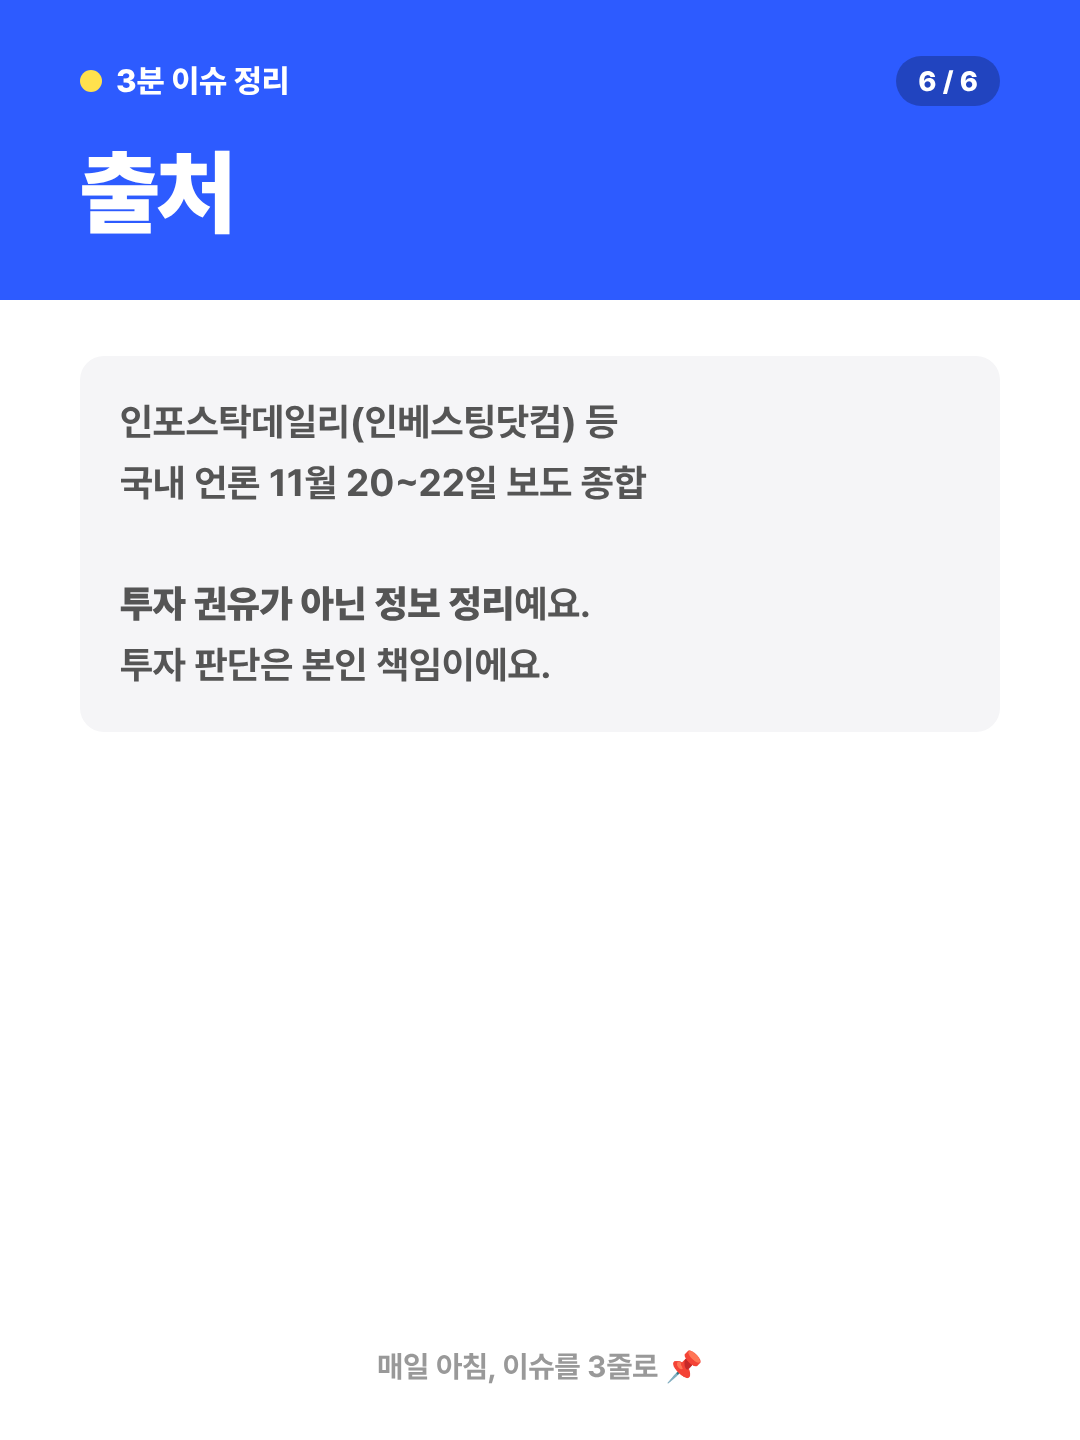 3분 이슈 정리
6 / 6
출처
인포스탁데일리(인베스팅닷컴) 등
국내 언론 11월 20~22일 보도 종합
투자 권유가 아닌 정보 정리예요.
투자 판단은 본인 책임이에요.
매일 아침, 이슈를 3줄로 📌